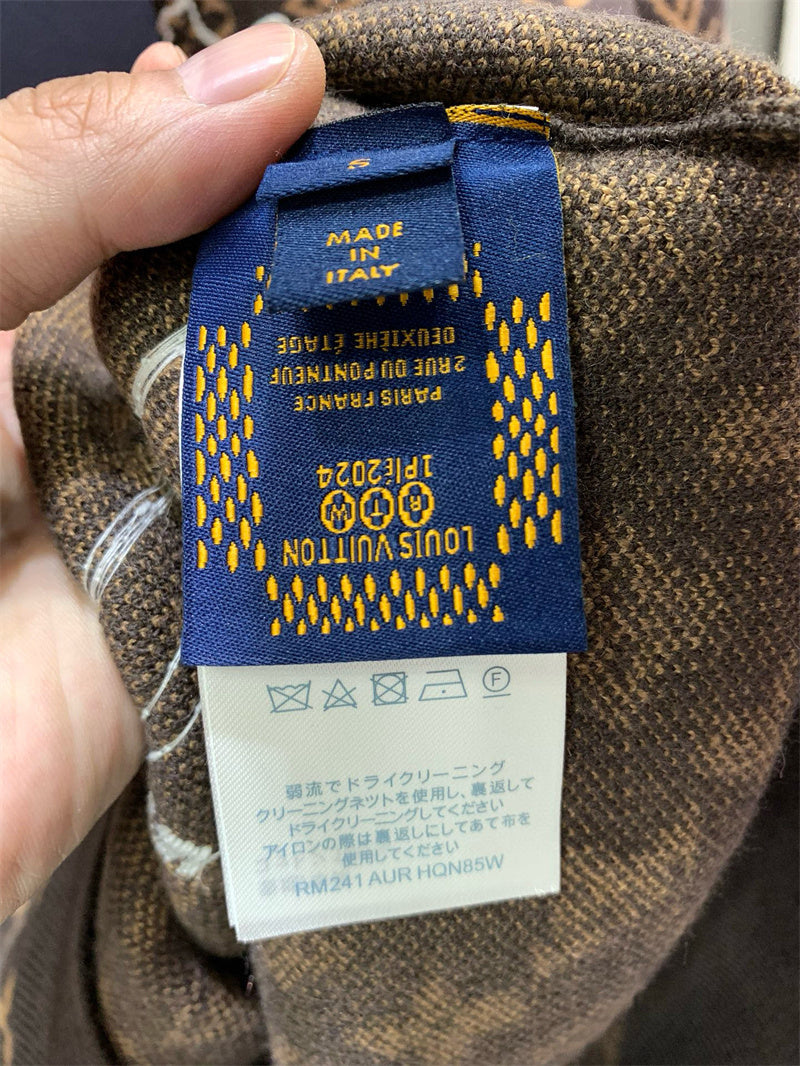 S
MADE
IN
ITALY
LOUIS VUITTON
R T W
1Plé2024
PARIS FRANCE
2 RUE DU PONT NEUF
DEUXIÈME ÉTAGE
F
弱流でドライクリーニング
クリーニングネットを使用し、裏返して
ドライクリーニングしてください
アイロンの際は裏返しにしてあて布を
使用してください
RM241 AUR HQN85W